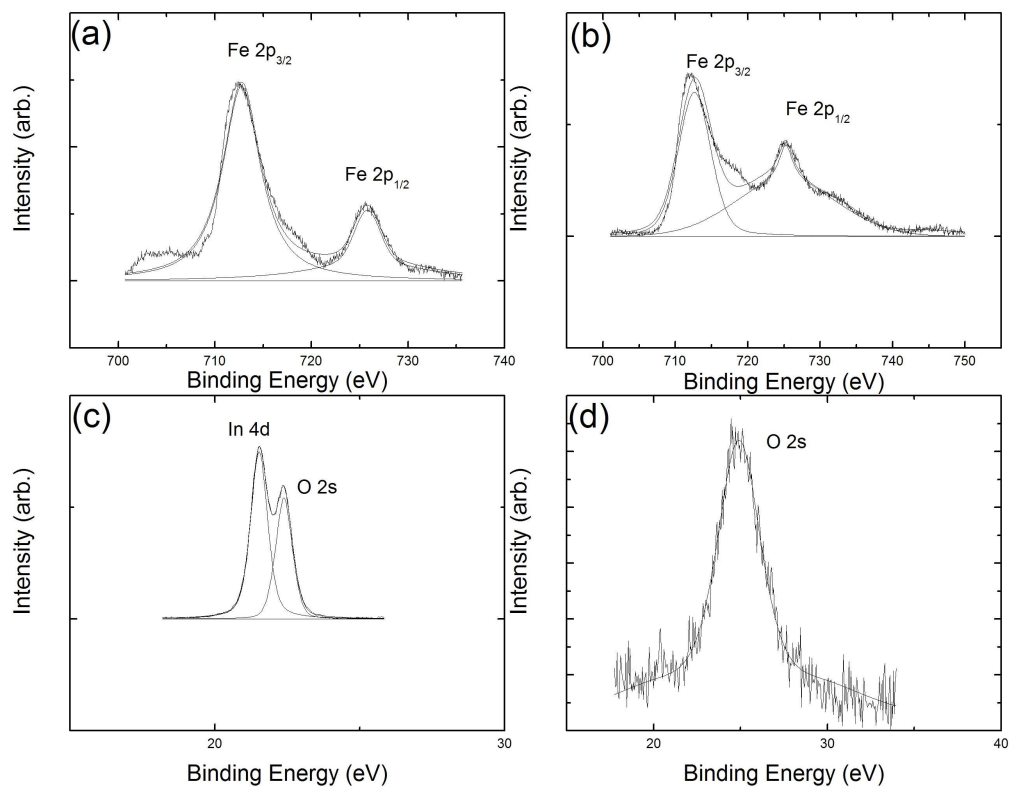 (a)
Fe 2p3/2
Fe 2p1/2
Intensity (arb.)
700 710 720 730 740
Binding Energy (eV)
(b)
Fe 2p3/2
Fe 2p1/2
Intensity (arb.)
700 710 720 730 740 750
Binding Energy (eV)
(c)
In 4d
O 2s
Intensity (arb.)
20 30
Binding Energy (eV)
(d)
O 2s
Intensity (arb.)
20 30 40
Binding Energy (eV)